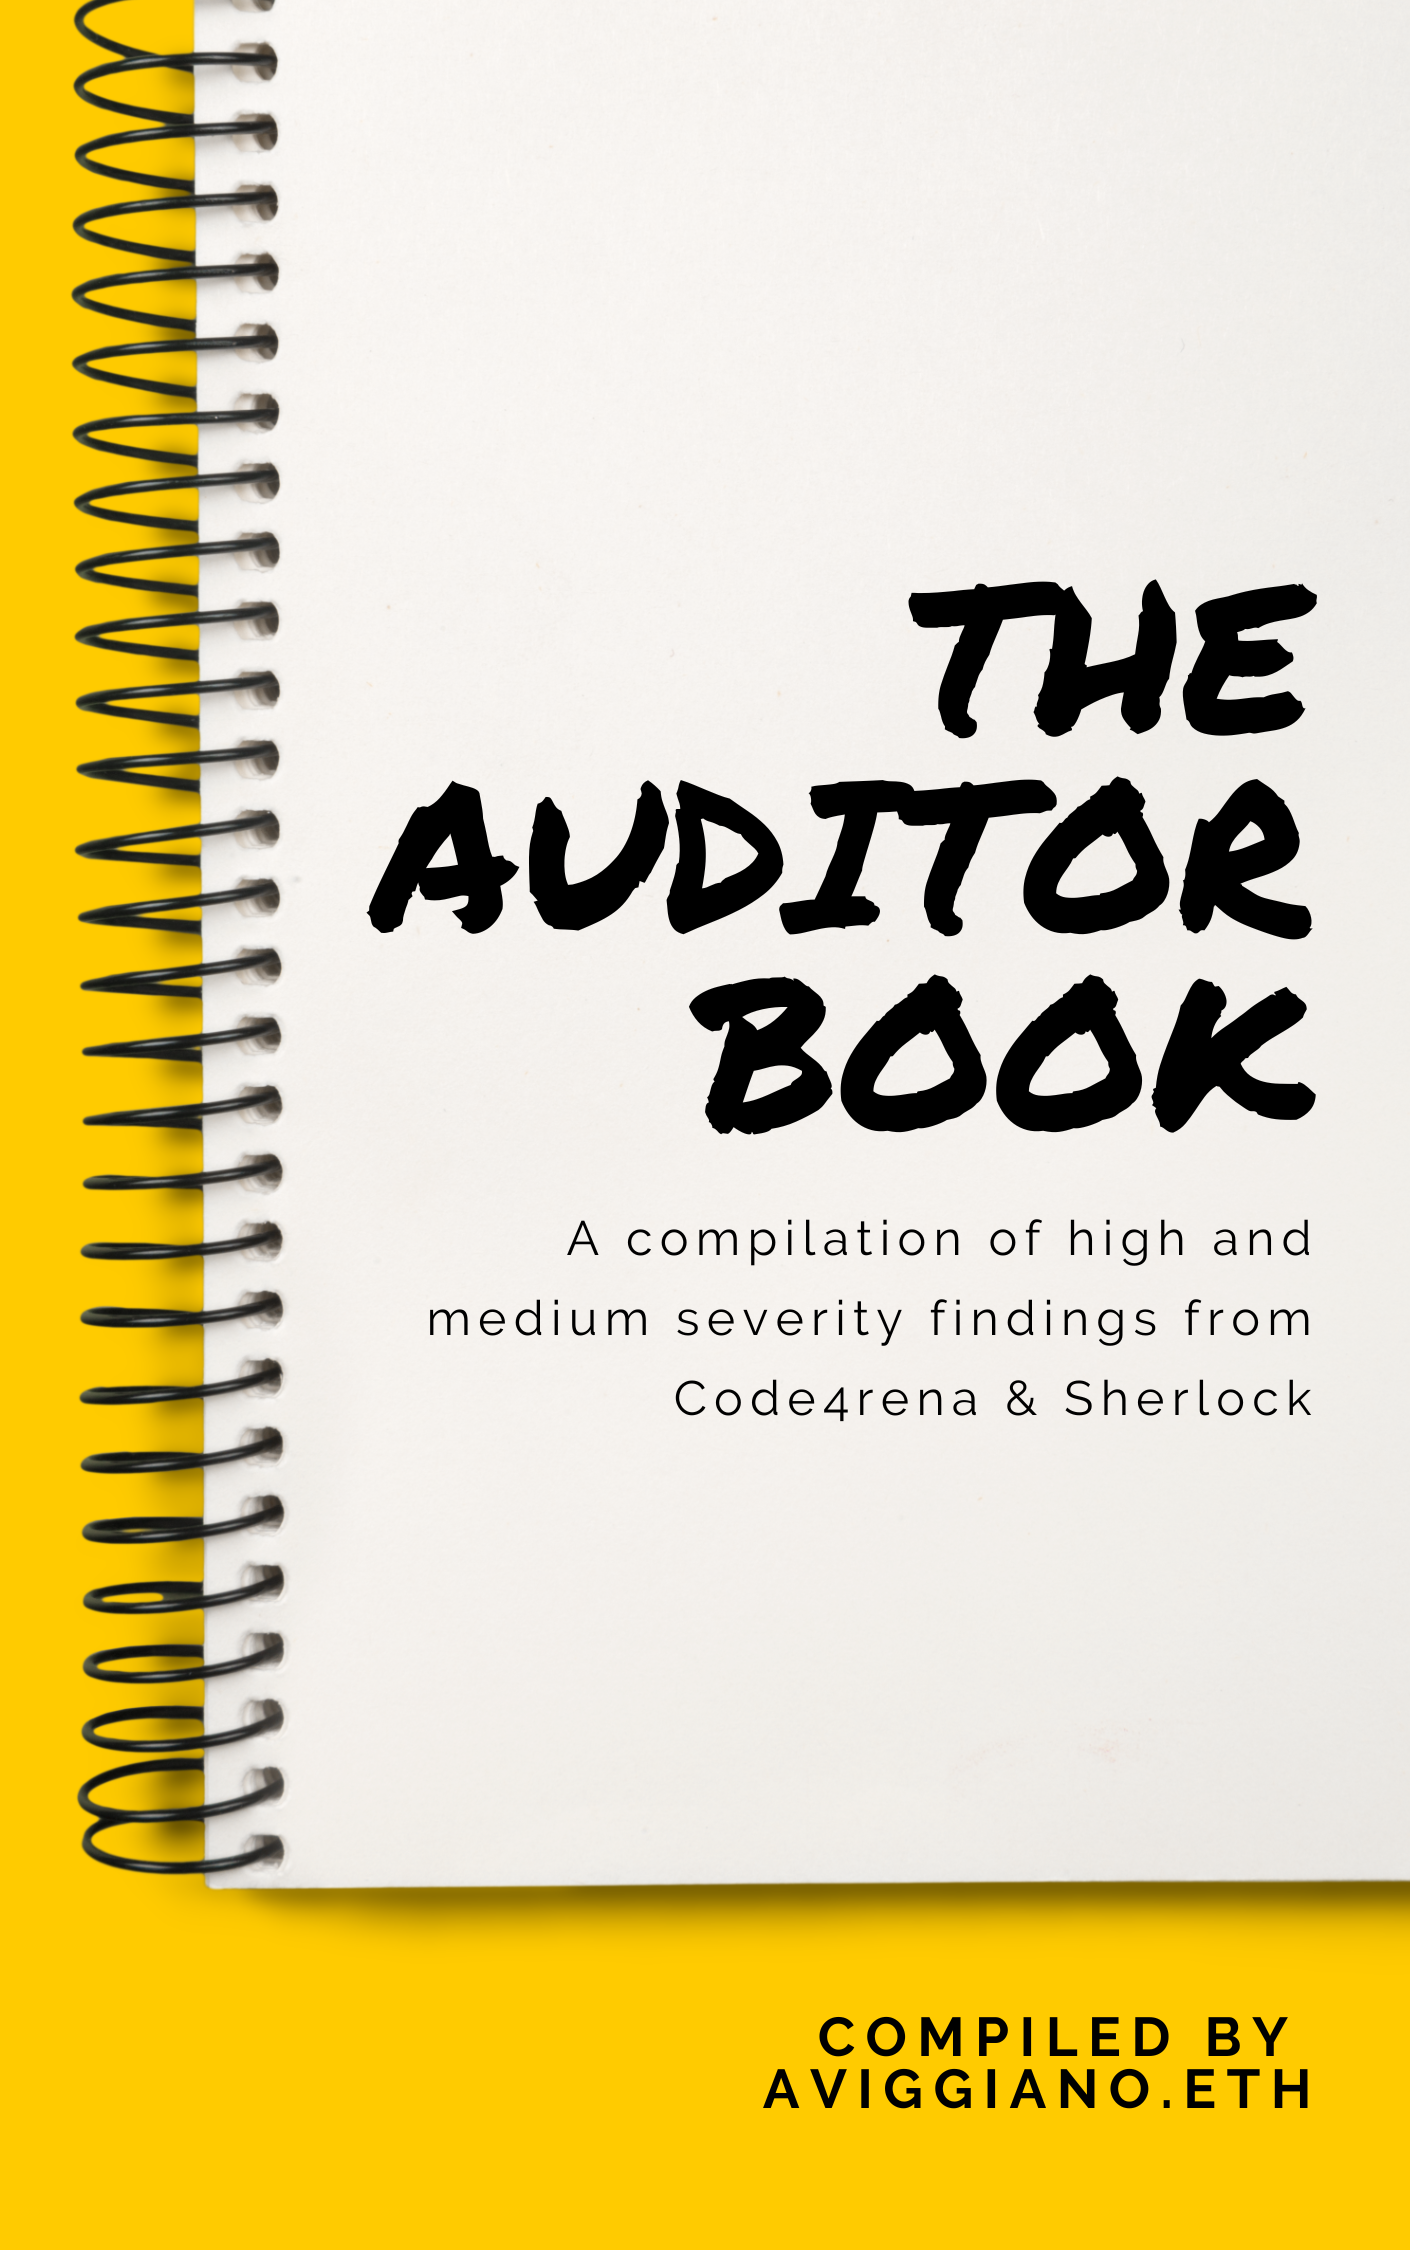 THE
AUDITOR
BOOK
A compilation of high and
medium severity findings from
Code4rena & Sherlock
COMPILED BY
AVIGGIANO.ETH